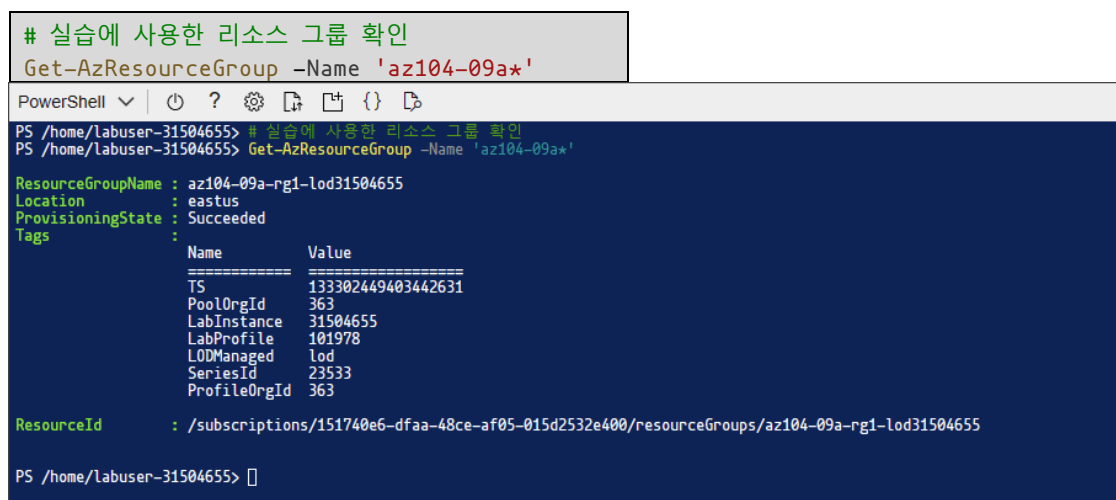 # 실습에 사용한 리소스 그룹 확인
Get-AzResourceGroup -Name 'az104-09a*'
PowerShell
PS /home/labuser-31504655> # 실습에 사용한 리소스 그룹 확인
PS /home/labuser-31504655> Get-AzResourceGroup -Name 'az104-09a*'
ResourceGroupName : az104-09a-rg1-lod31504655
Location : eastus
ProvisioningState : Succeeded
Tags :
Name Value
============ ===================
TS 133302449403442631
PoolOrgId 363
LabInstance 31504655
LabProfile 101978
LODManaged lod
SeriesId 23533
ProfileOrgId 363
ResourceId : /subscriptions/151740e6-dfaa-48ce-af05-015d2532e400/resourceGroups/az104-09a-rg1-lod31504655
PS /home/labuser-31504655>